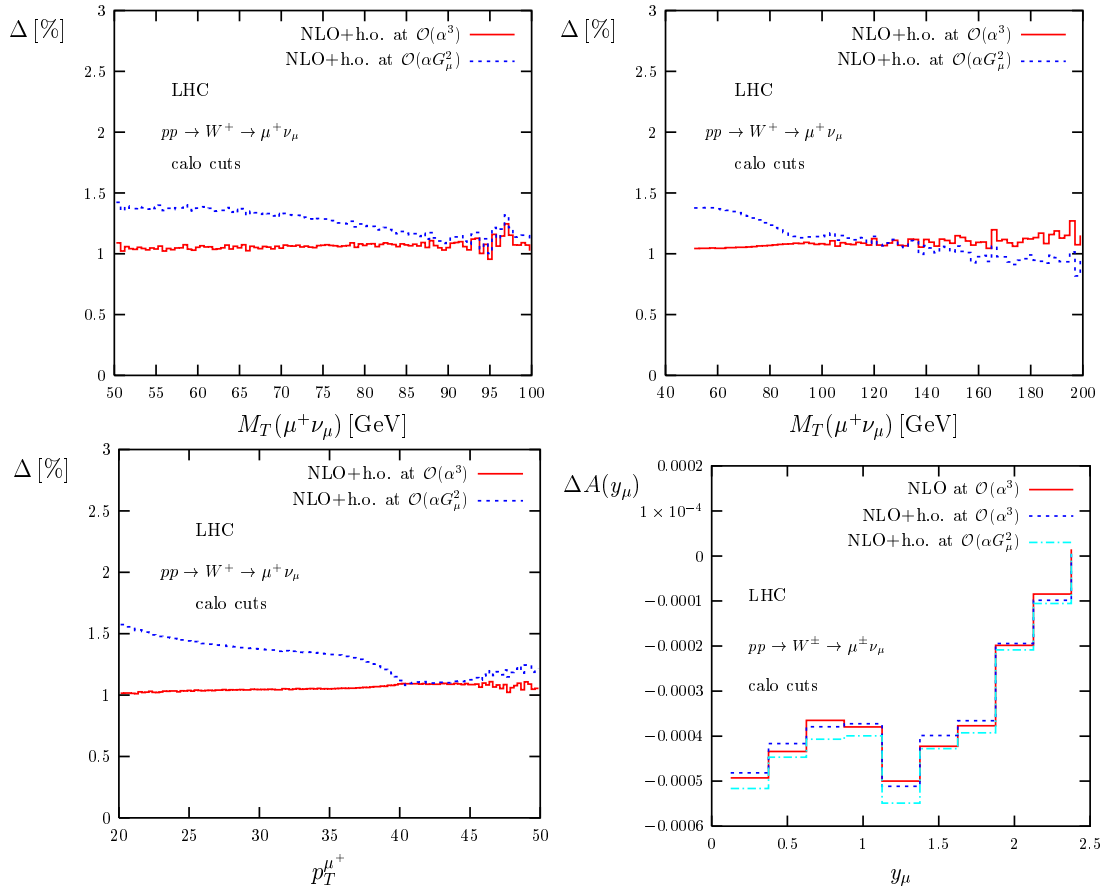 Δ [%]
3
2.5
2
1.5
1
0.5
0
NLO+h.o. at 𝒪(α³)
NLO+h.o. at 𝒪(αG_μ²)
LHC
pp → W⁺ → μ⁺ν_μ
calo cuts
50 55 60 65 70 75 80 85 90 95 100
M_T(μ⁺ν_μ) [GeV]
Δ [%]
3
2.5
2
1.5
1
0.5
0
NLO+h.o. at 𝒪(α³)
NLO+h.o. at 𝒪(αG_μ²)
LHC
pp → W⁺ → μ⁺ν_μ
calo cuts
40 60 80 100 120 140 160 180 200
M_T(μ⁺ν_μ) [GeV]
Δ [%]
3
2.5
2
1.5
1
0.5
0
NLO+h.o. at 𝒪(α³)
NLO+h.o. at 𝒪(αG_μ²)
LHC
pp → W⁺ → μ⁺ν_μ
calo cuts
20 25 30 35 40 45 50
p_T^{μ⁺}
ΔA(y_μ)
0.0002
1 × 10⁻⁴
0
−0.0001
−0.0002
−0.0003
−0.0004
−0.0005
−0.0006
NLO at 𝒪(α³)
NLO+h.o. at 𝒪(α³)
NLO+h.o. at 𝒪(αG_μ²)
LHC
pp → W^± → μ^±ν_μ
calo cuts
0 0.5 1 1.5 2 2.5
y_μ